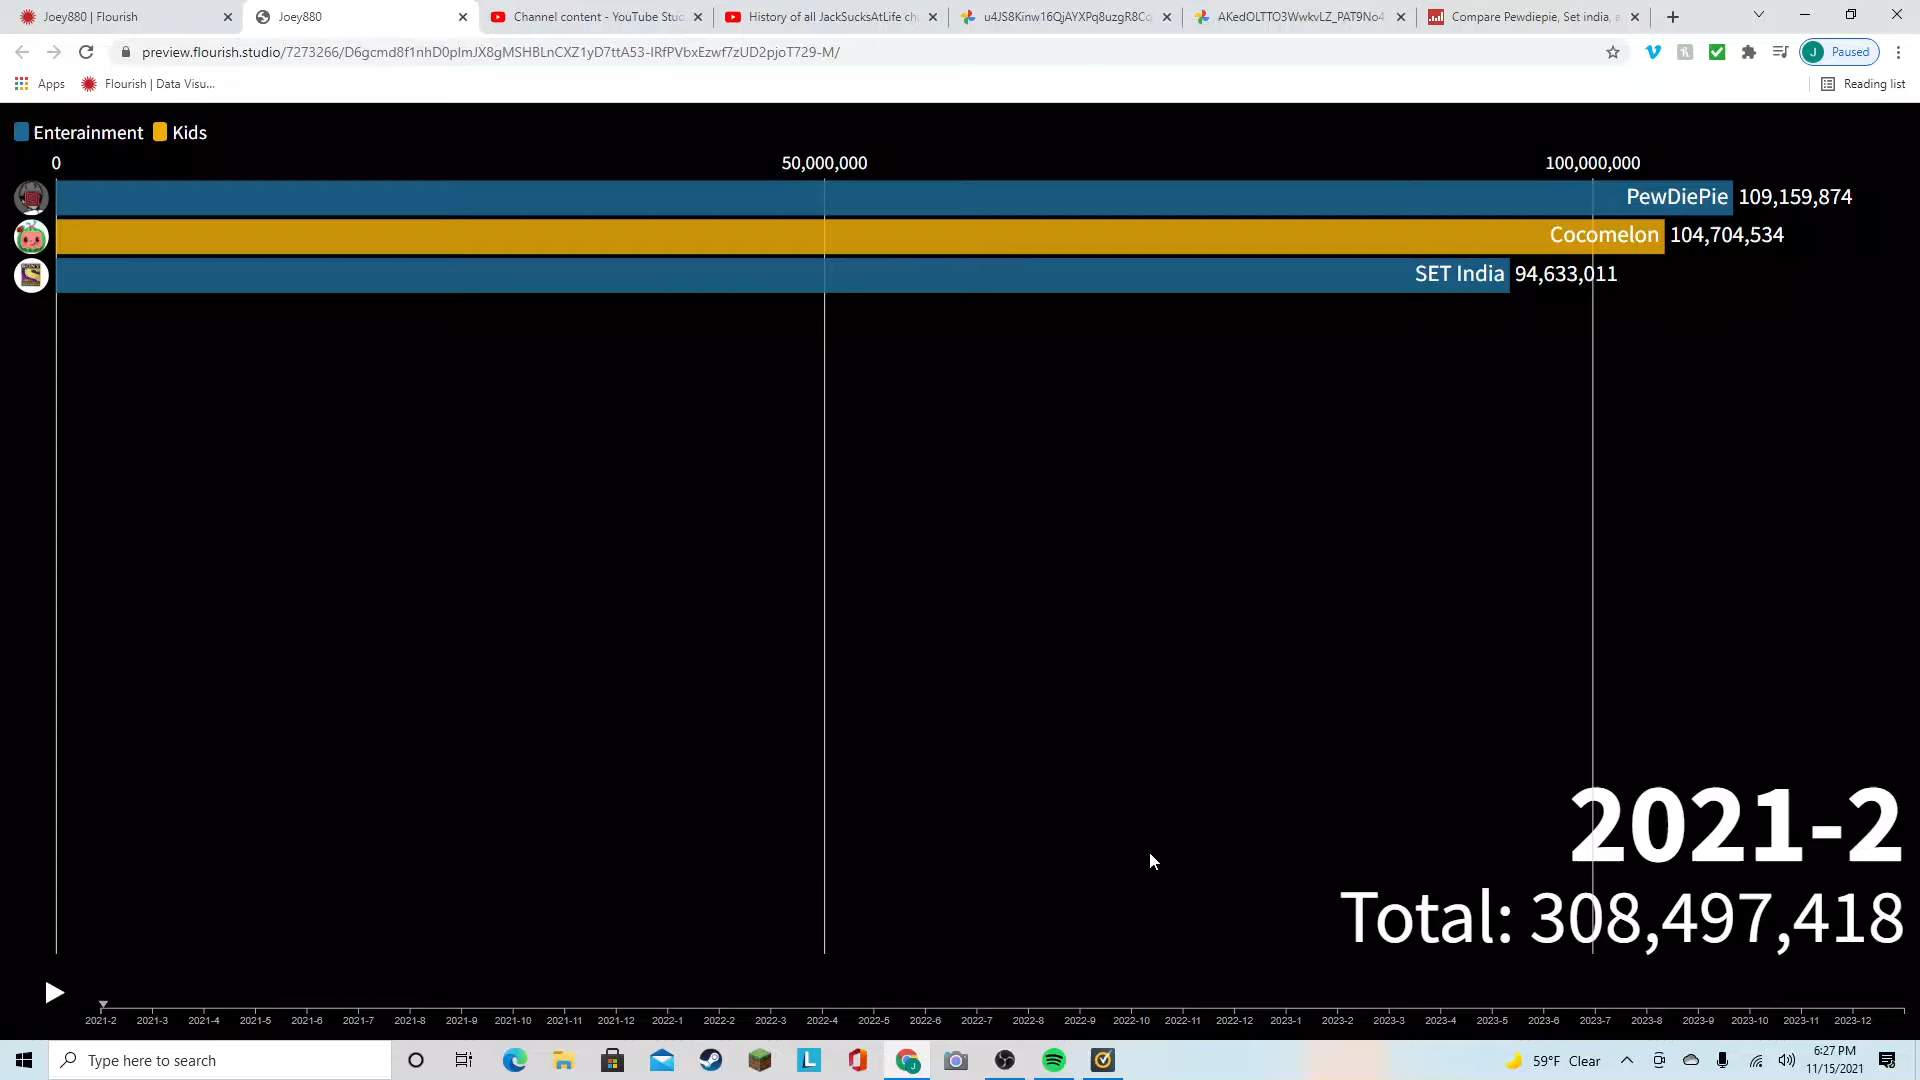 Joey880 | Flourish
Joey880
Channel content - YouTube Stud
History of all JackSucksAtLife ch
u4JS8Kinw16QjAYXPq8uzgR8Cq
AKedOLTTO3WwkvLZ_PAT9No4
Compare Pewdiepie, Set india, a
preview.flourish.studio/7273266/D6gcmd8f1nhD0plmJX8gMSHBLnCXZ1yD7ttA53-IRfPVbxEzwf7zUD2pjoT729-M/
J Paused
Apps
Flourish | Data Visu...
Reading list
Enterainment Kids
0 50,000,000 100,000,000
PewDiePie 109,159,874
Cocomelon 104,704,534
SET India 94,633,011
2021-2
Total: 308,497,418
2021-2 2021-3 2021-4 2021-5 2021-6 2021-7 2021-8 2021-9 2021-10 2021-11 2021-12 2022-1 2022-2 2022-3 2022-4 2022-5 2022-6 2022-7 2022-8 2022-9 2022-10 2022-11 2022-12 2023-1 2023-2 2023-3 2023-4 2023-5 2023-6 2023-7 2023-8 2023-9 2023-10 2023-11 2023-12
Type here to search
59°F Clear
6:27 PM
11/15/2021